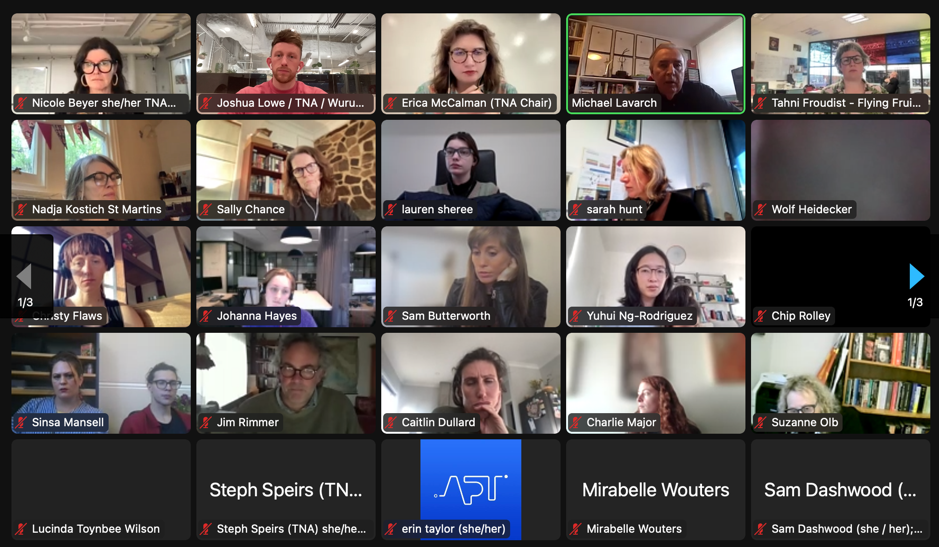 Nicole Beyer she/her TNA...
Joshua Lowe / TNA / Wuru...
Erica McCalman (TNA Chair)
Michael Lavarch
Tahni Froudist - Flying Frui...
Nadja Kostich St Martins
Sally Chance
lauren sheree
sarah hunt
Wolf Heidecker
1/3
Flaws
Johanna Hayes
Sam Butterworth
Yuhui Ng-Rodriguez
Chip Rolley
1/3
Sinsa Mansell
Jim Rimmer
Caitlin Dullard
Charlie Major
Suzanne Olb
Lucinda Toynbee Wilson
Steph Speirs (TN...
Steph Speirs (TNA) she/he...
APT
erin taylor (she/her)
Mirabelle Wouters
Mirabelle Wouters
Sam Dashwood (...
Sam Dashwood (she / her);...